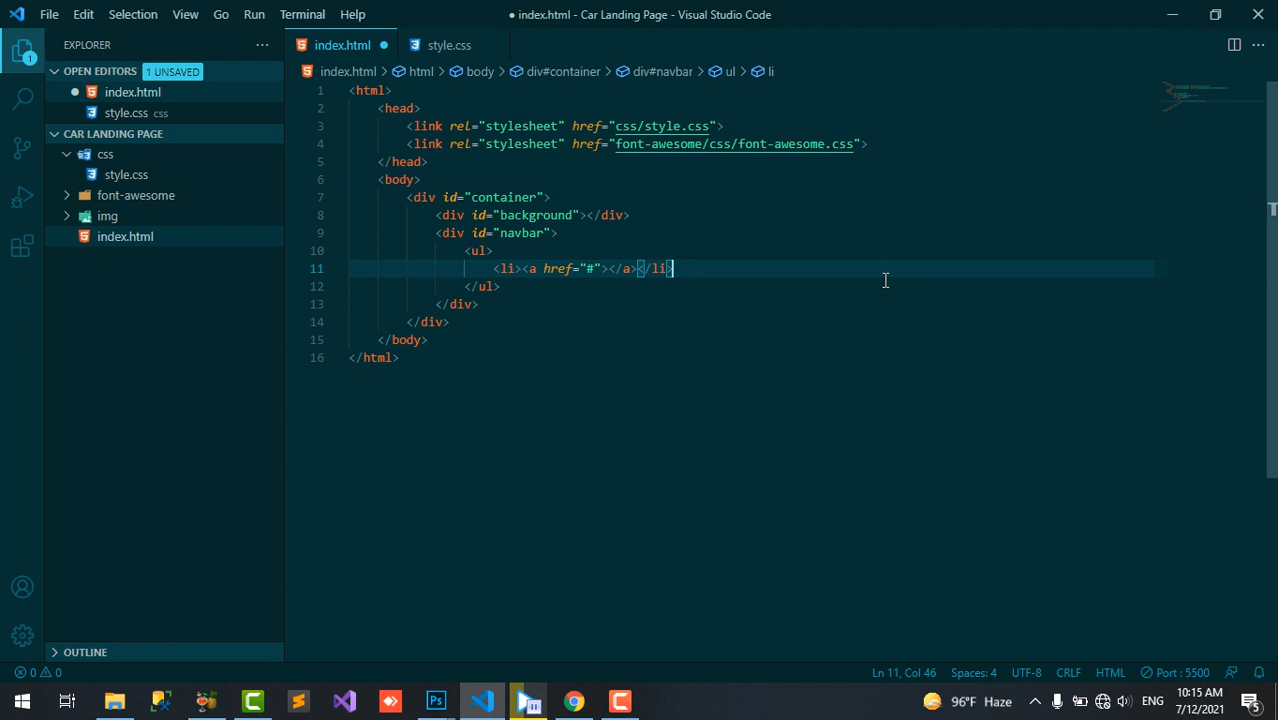 File Edit Selection View Go Run Terminal Help
● index.html - Car Landing Page - Visual Studio Code
EXPLORER
index.html
style.css
OPEN EDITORS 1 UNSAVED
index.html > html > body > div#container > div#navbar > ul > li
index.html
style.css css
CAR LANDING PAGE
css
style.css
font-awesome
img
index.html
1 <html>
2 <head>
3 <link rel="stylesheet" href="css/style.css">
4 <link rel="stylesheet" href="font-awesome/css/font-awesome.css">
5 </head>
6 <body>
7 <div id="container">
8 <div id="background"></div>
9 <div id="navbar">
10 <ul>
11 <li><a href="#"></a></li>
12 </ul>
13 </div>
14 </div>
15 </body>
16 </html>
1
OUTLINE
0 0
Ln 11, Col 46 Spaces: 4 UTF-8 CRLF HTML Port : 5500
Ps
96°F Haze
ENG
10:15 AM
7/12/2021
5